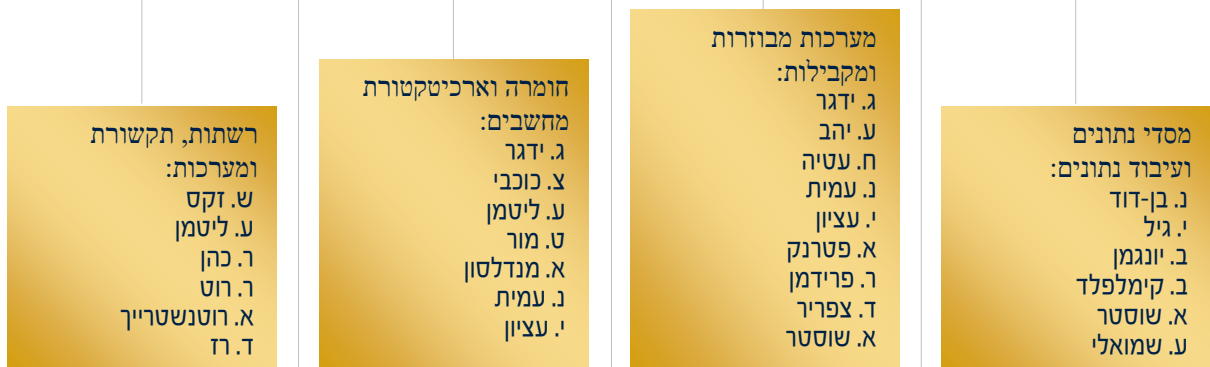 מסדי נתונים
ועיבוד נתונים:
נ. בן-דוד
י. גיל
ב. יונגמן
ב. קימלפלד
א. שוסטר
ע. שמואלי
מערכות מבוזרות
ומקבילות:
ג. ידגר
ע. יהב
ח. עטיה
נ. עמית
י. עציון
א. פטרנק
ר. פרידמן
ד. צפריר
א. שוסטר
חומרה וארכיטקטורת
מחשבים:
ג. ידגר
צ. כוכבי
ע. ליטמן
ט. מור
א. מנדלסון
נ. עמית
י. עציון
רשתות, תקשורת
ומערכות:
ש. זקס
ע. ליטמן
ר. כהן
ר. רוט
א. רוטנשטרייך
ד. רז